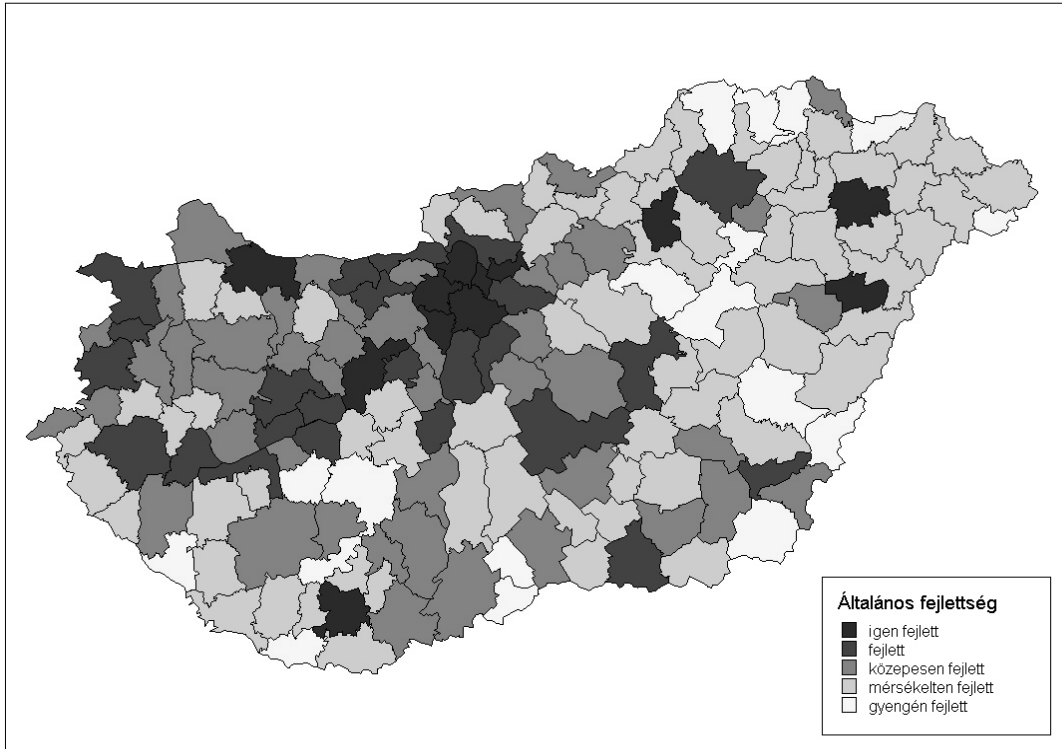 Általános fejlettség
igen fejlett
fejlett
közepesen fejlett
mérsékelten fejlett
gyengén fejlett